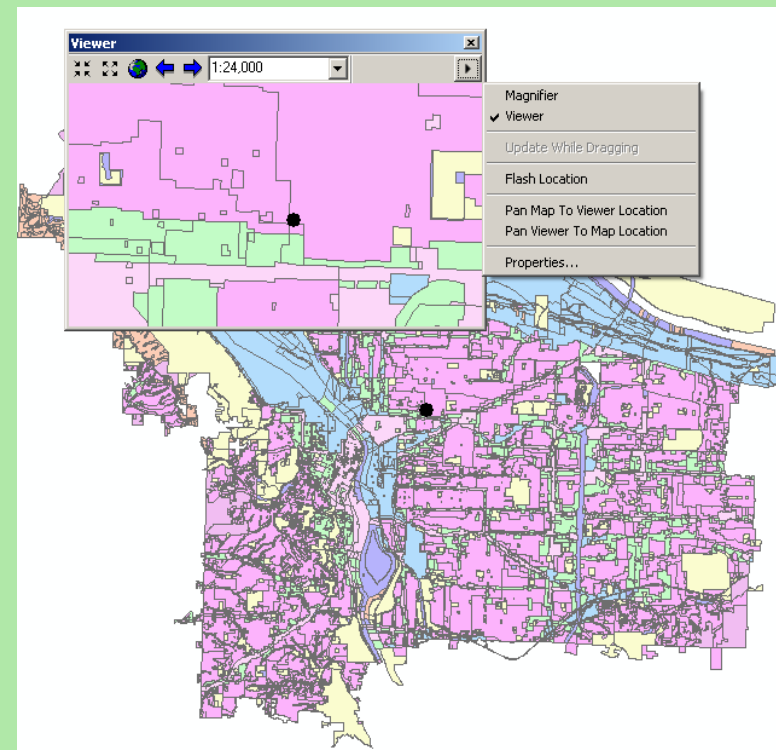 Viewer
1:24,000
Magnifier
Viewer
Update While Dragging
Flash Location
Pan Map To Viewer Location
Pan Viewer To Map Location
Properties...